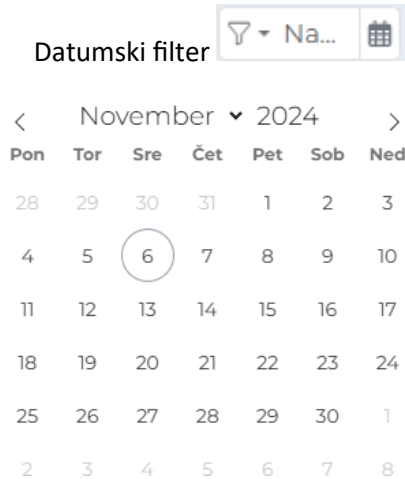 Datumski filter Na...
November 2024
Pon Tor Sre Čet Pet Sob Ned
28 29 30 31 1 2 3
4 5 6 7 8 9 10
11 12 13 14 15 16 17
18 19 20 21 22 23 24
25 26 27 28 29 30 1
2 3 4 5 6 7 8